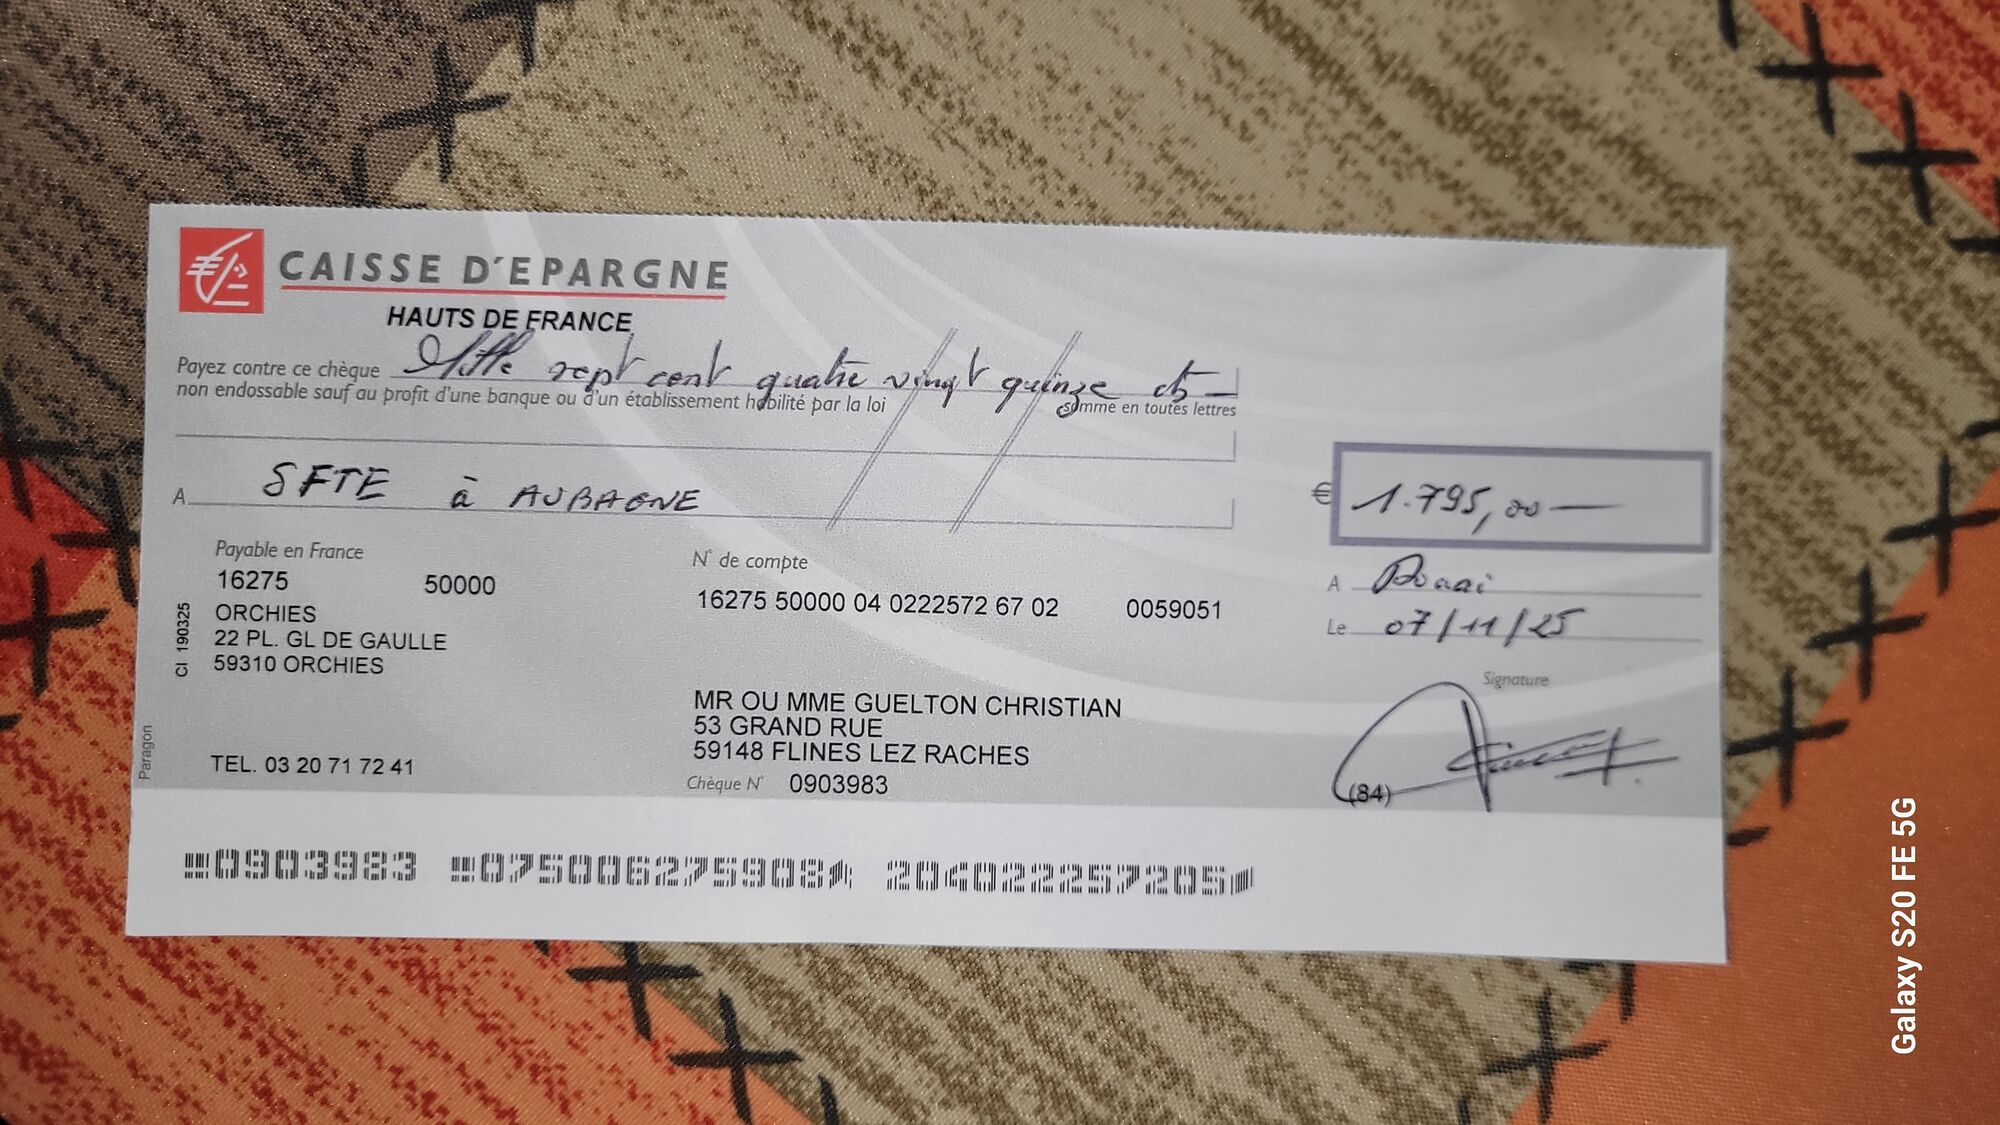 CAISSE D'EPARGNE
HAUTS DE FRANCE
Payez contre ce chèque Mille sept cent quatre vingt quinze cts —
non endossable sauf au profit d'une banque ou d'un établissement habilité par la loi
somme en toutes lettres
A SFTE à AUBAGNE
€ 1.795,00 —
Payable en France
16275 50000
ORCHIES
22 PL. GL DE GAULLE
59310 ORCHIES
TEL. 03 20 71 72 41
CI 190325
Paragon
N° de compte
16275 50000 04 0222572 67 02 0059051
MR OU MME GUELTON CHRISTIAN
53 GRAND RUE
59148 FLINES LEZ RACHES
Chèque N° 0903983
A Douai
Le 07/11/25
Signature
(84)
0903983 075006275908 204022257205
Galaxy S20 FE 5G